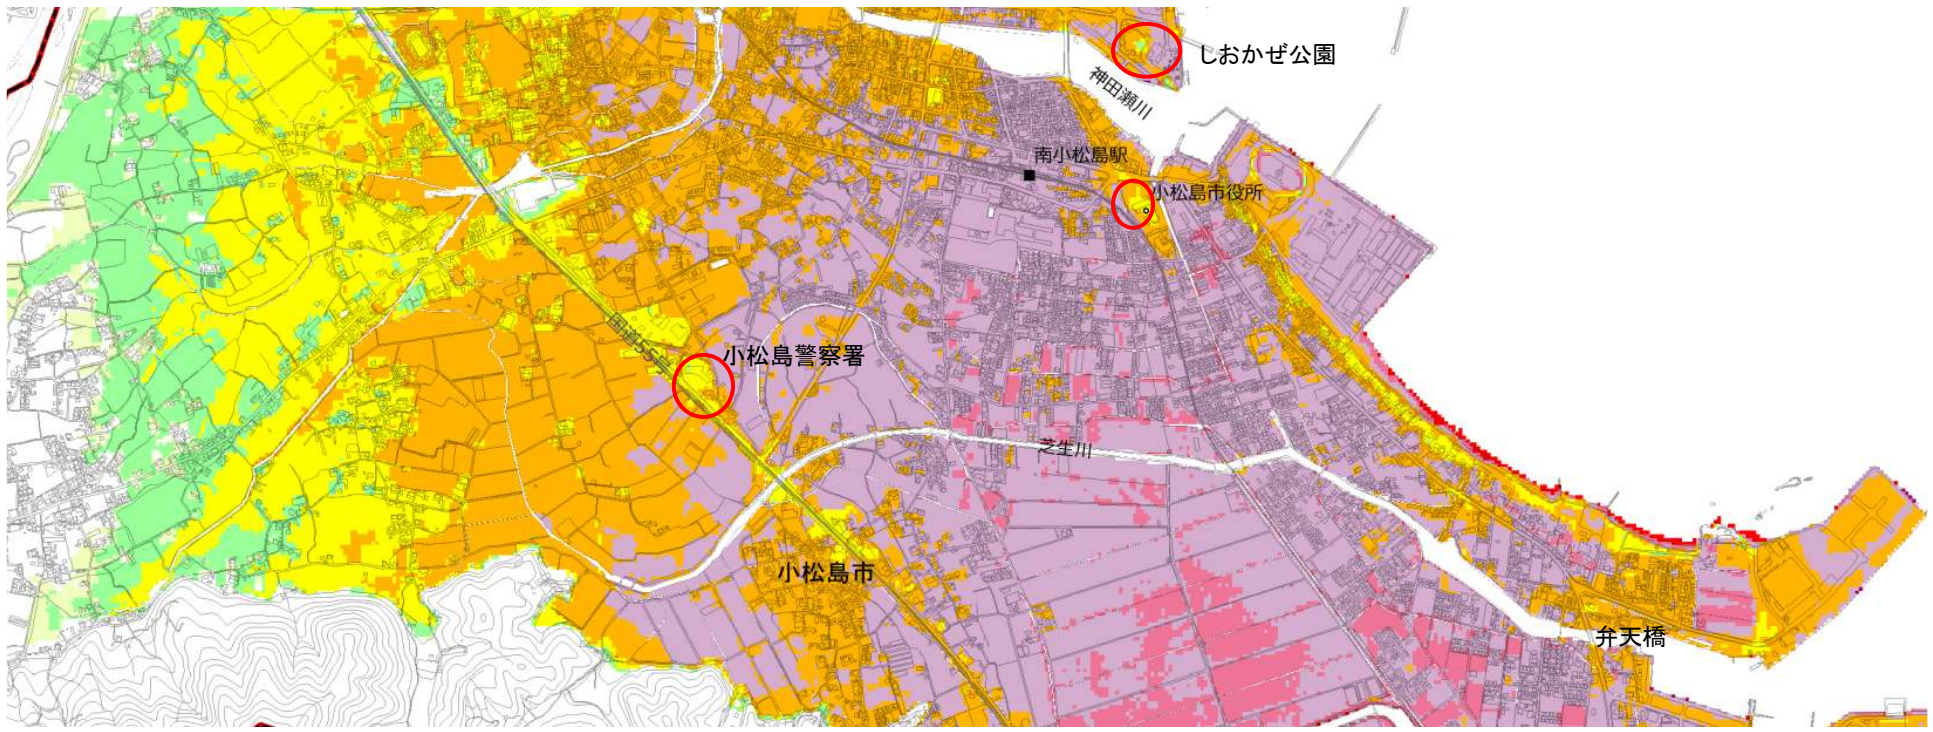 しおかぜ公園
神田瀬川
南小松島駅
小松島市役所
国道55号
小松島警察署
芝生川
小松島市
弁天橋